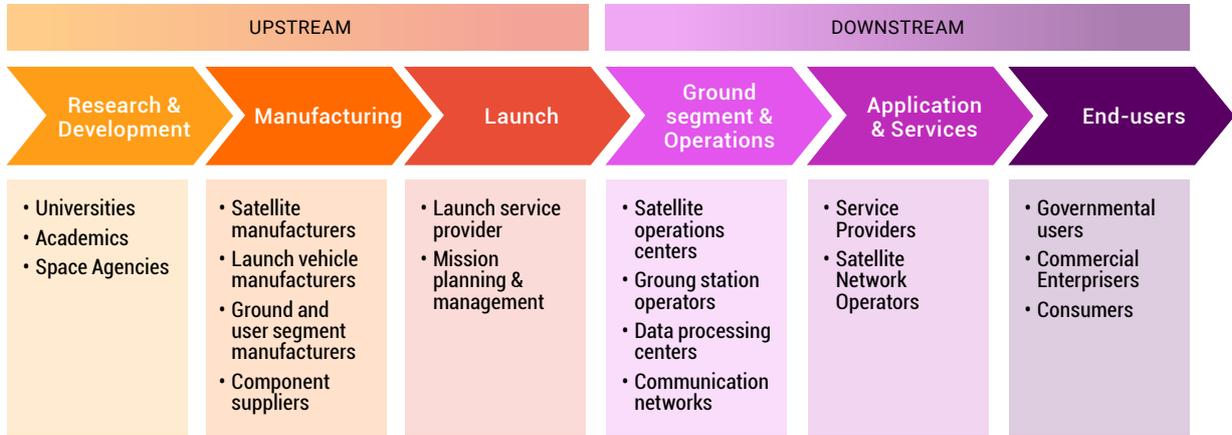 UPSTREAM
DOWNSTREAM
Research &
Development
Manufacturing
Launch
Ground
segment &
Operations
Application
& Services
End-users
• Universities
• Academics
• Space Agencies
• Satellite
manufacturers
• Launch vehicle
manufacturers
• Ground and
user segment
manufacturers
• Component
suppliers
• Launch service
provider
• Mission
planning &
management
• Satellite
operations
centers
• Groung station
operators
• Data processing
centers
• Communication
networks
• Service
Providers
• Satellite
Network
Operators
• Governmental
users
• Commercial
Enterprisers
• Consumers